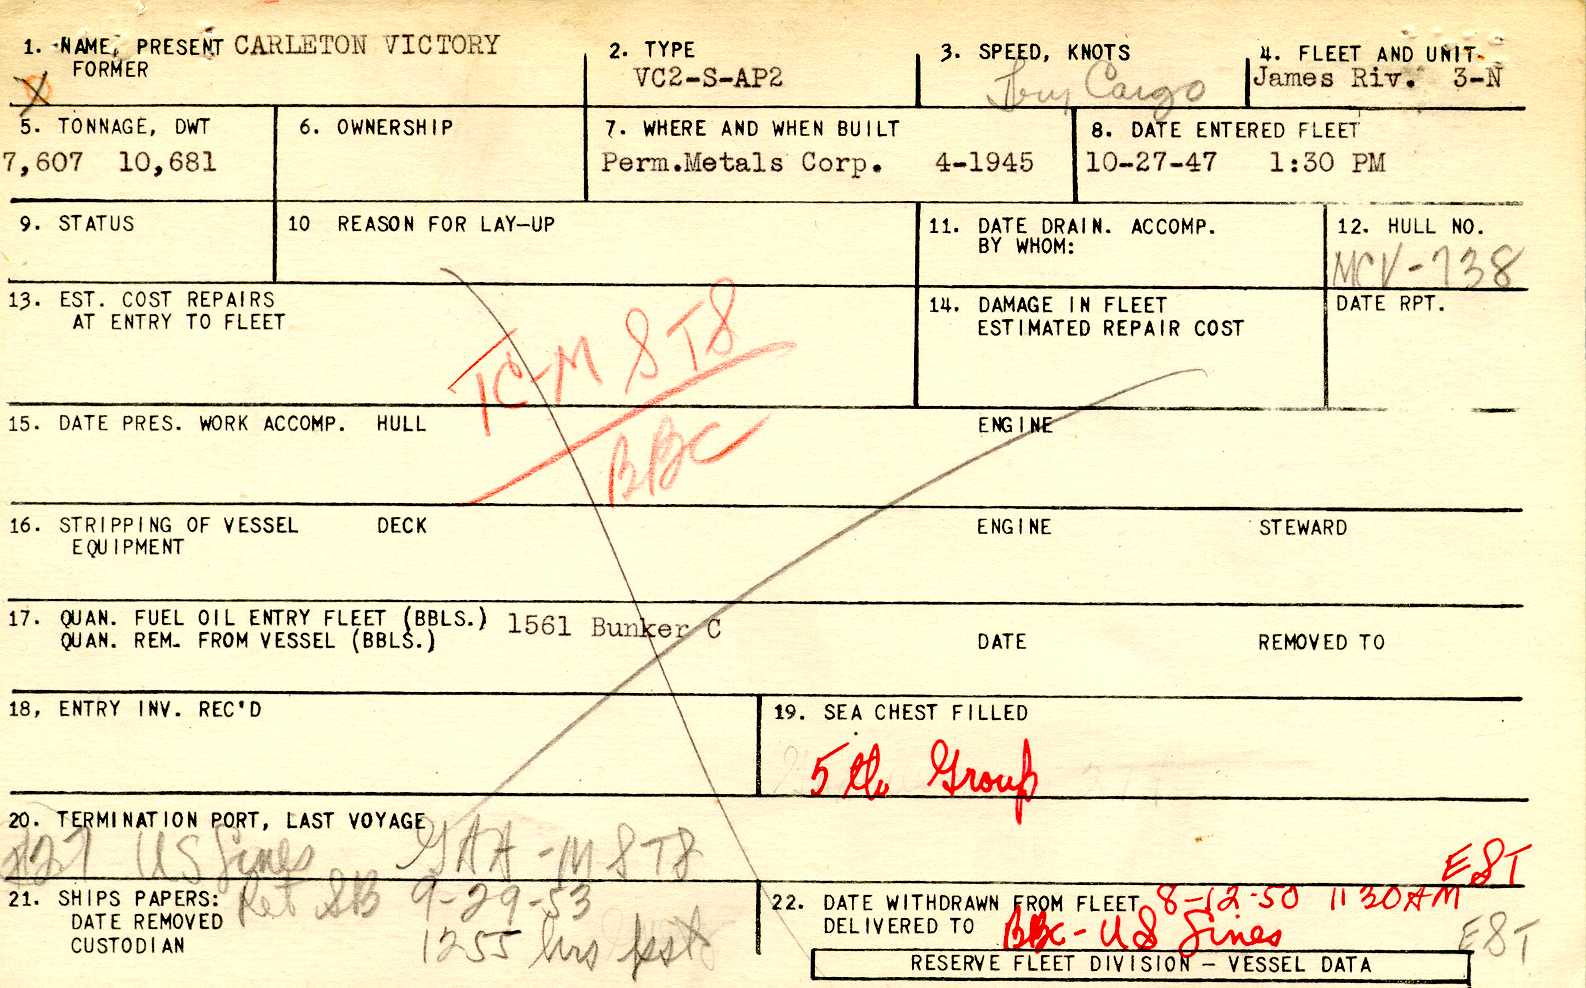 1. NAME, PRESENT CARLETON VICTORY
FORMER
X
2. TYPE
VC2-S-AP2
3. SPEED, KNOTS
Cargo
4. FLEET AND UNIT
James Riv. 3-N
5. TONNAGE, DWT
7,607 10,681
6. OWNERSHIP
7. WHERE AND WHEN BUILT
Perm.Metals Corp. 4-1945
8. DATE ENTERED FLEET
10-27-47 1:30 PM
9. STATUS
10 REASON FOR LAY-UP
11. DATE DRAIN. ACCOMP.
BY WHOM:
12. HULL NO.
MCV-738
13. EST. COST REPAIRS
AT ENTRY TO FLEET
14. DAMAGE IN FLEET
ESTIMATED REPAIR COST
DATE RPT.
TC-MSTS
BBC
15. DATE PRES. WORK ACCOMP. HULL ENGINE
16. STRIPPING OF VESSEL DECK ENGINE STEWARD
EQUIPMENT
17. QUAN. FUEL OIL ENTRY FLEET (BBLS.) 1561 Bunker C
QUAN. REM. FROM VESSEL (BBLS.) DATE REMOVED TO
18, ENTRY INV. REC'D
19. SEA CHEST FILLED
5th Group
20. TERMINATION PORT, LAST VOYAGE
US Lines GAA-MSTS
EST
21. SHIPS PAPERS:
DATE REMOVED
CUSTODIAN
Ret SB 9-29-53
1255 hrs
22. DATE WITHDRAWN FROM FLEET 8-12-50 1130AM
DELIVERED TO BBC-US Lines
EST
RESERVE FLEET DIVISION - VESSEL DATA